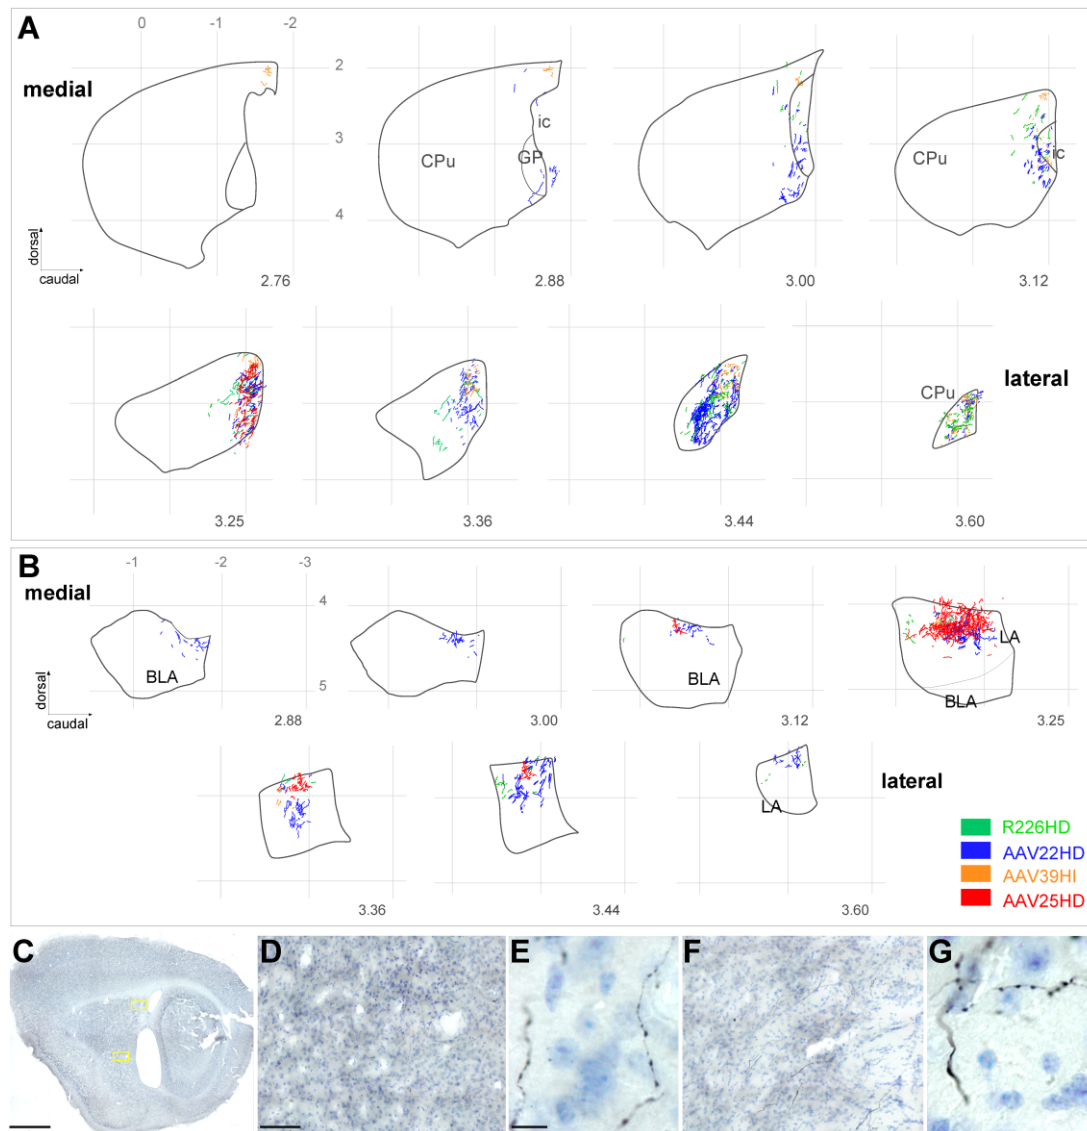 A
0 -1 -2
medial
2
3
4
ic
GP
CPu
CPu
ic
dorsal
caudal
2.76
2.88
3.00
3.12
CPu
lateral
3.25
3.36
3.44
3.60
B
-1 -2 -3
medial
4
5
BLA
BLA
LA
BLA
dorsal
caudal
2.88
3.00
3.12
3.25
LA
lateral
3.36
3.44
3.60
R226HD
AAV22HD
AAV39HI
AAV25HD
C D E F G